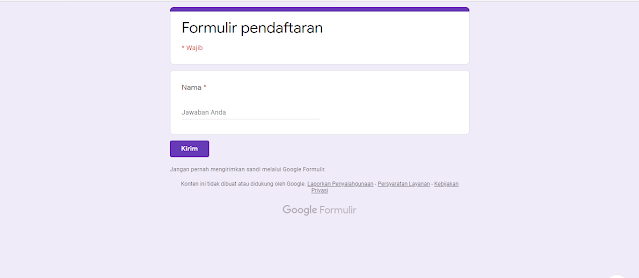 Formulir pendaftaran
* Wajib
Nama *
Jawaban Anda
Kirim
Jangan pernah mengirimkan sandi melalui Google Formulir.
Konten ini tidak dibuat atau didukung oleh Google. Laporkan Penyalahgunaan - Persyaratan Layanan - Kebijakan
Privasi
Google Formulir